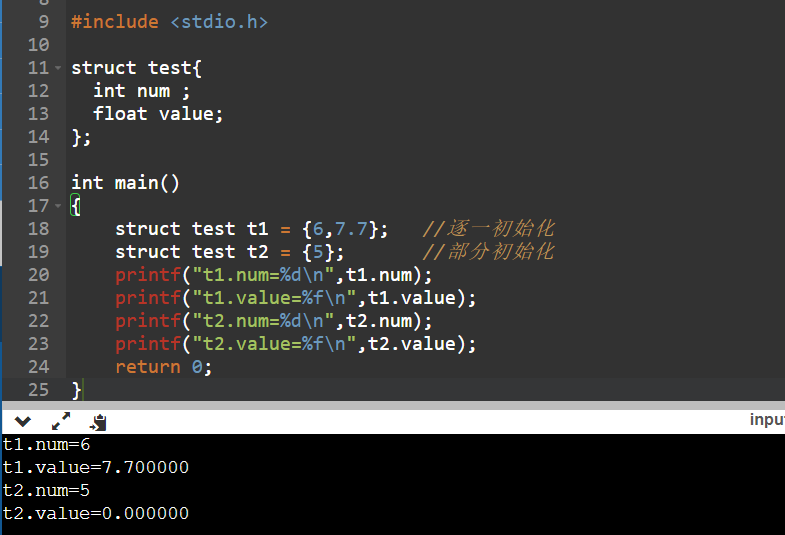 9 #include <stdio.h>
10
11 struct test{
12 int num ;
13 float value;
14 };
15
16 int main()
17 {
18 struct test t1 = {6,7.7}; //逐一初始化
19 struct test t2 = {5}; //部分初始化
20 printf("t1.num=%d\n",t1.num);
21 printf("t1.value=%f\n",t1.value);
22 printf("t2.num=%d\n",t2.num);
23 printf("t2.value=%f\n",t2.value);
24 return 0;
25 }
inpu
t1.num=6
t1.value=7.700000
t2.num=5
t2.value=0.000000